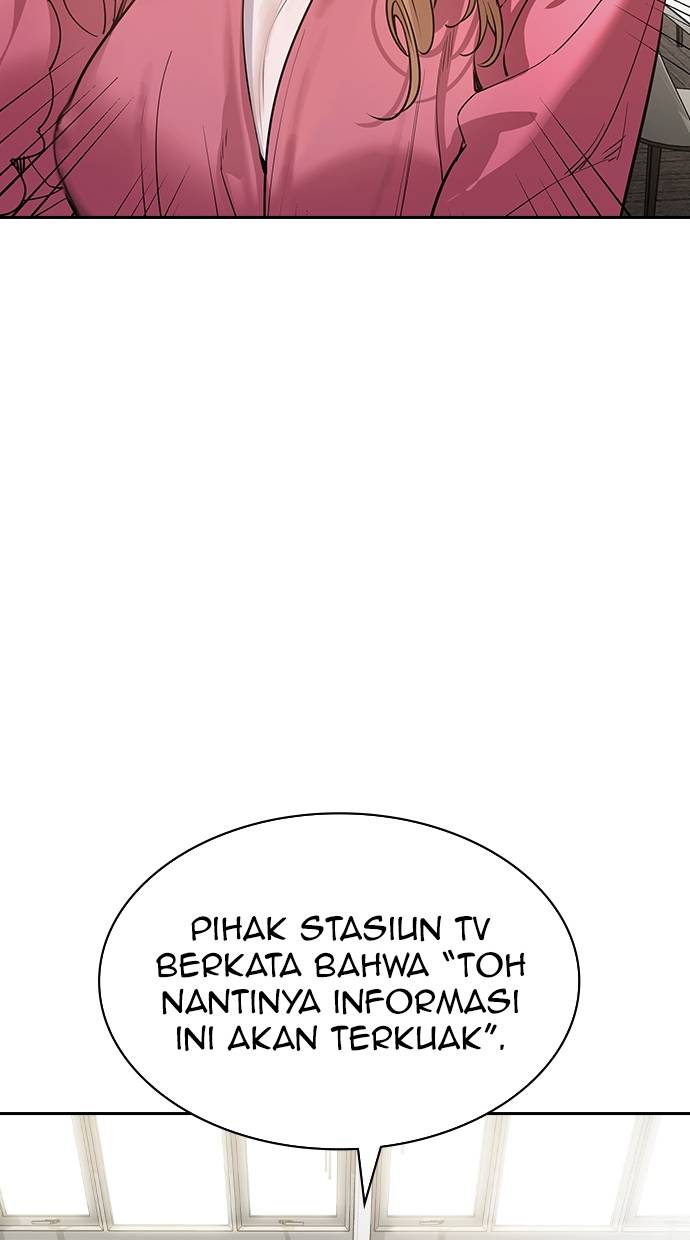 PIHAK STASIUN TV
BERKATA BAHWA “TOH
NANTINYA INFORMASI
INI AKAN TERKUAK”.